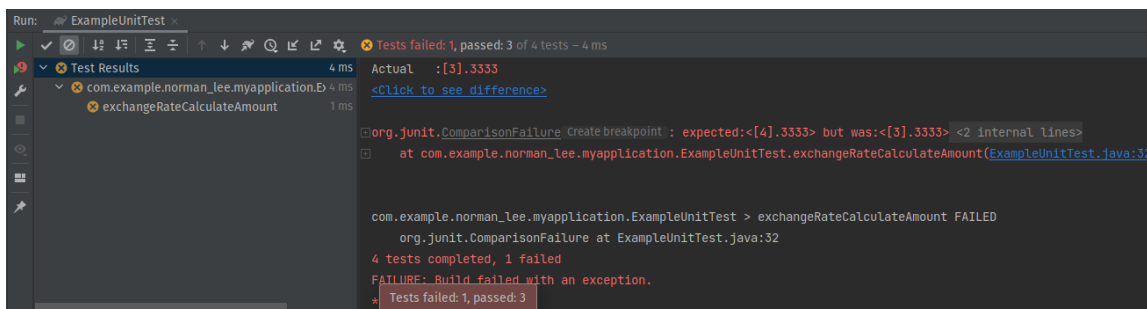 Run: ExampleUnitTest ×
Tests failed: 1, passed: 3 of 4 tests – 4 ms
Test Results 4 ms
com.example.norman_lee.myapplication.Ex 4 ms
exchangeRateCalculateAmount 1 ms
Actual :[3].3333
<Click to see difference>
org.junit.ComparisonFailure Create breakpoint : expected:<[4].3333> but was:<[3].3333> <2 internal lines>
at com.example.norman_lee.myapplication.ExampleUnitTest.exchangeRateCalculateAmount(ExampleUnitTest.java:32
com.example.norman_lee.myapplication.ExampleUnitTest > exchangeRateCalculateAmount FAILED
org.junit.ComparisonFailure at ExampleUnitTest.java:32
4 tests completed, 1 failed
FAILURE: Build failed with an exception.
*
Tests failed: 1, passed: 3